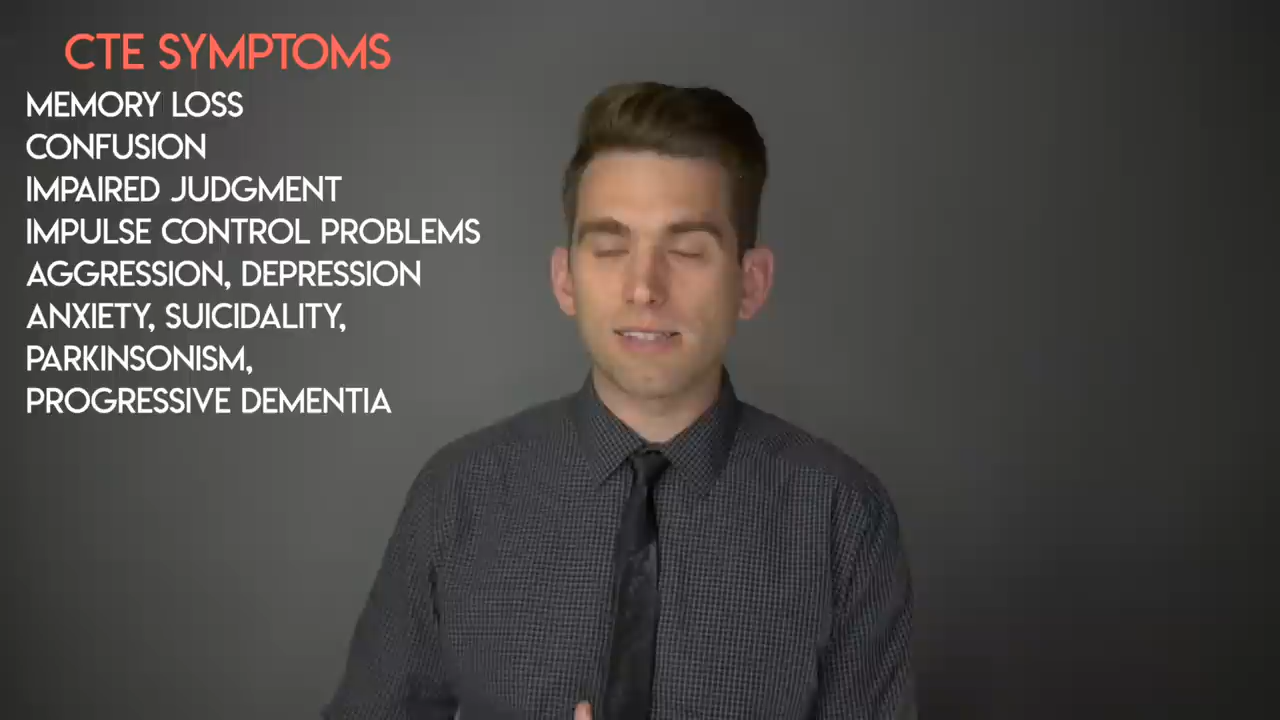 CTE SYMPTOMS
MEMORY LOSS
CONFUSION
IMPAIRED JUDGMENT
IMPULSE CONTROL PROBLEMS
AGGRESSION, DEPRESSION
ANXIETY, SUICIDALITY,
PARKINSONISM,
PROGRESSIVE DEMENTIA